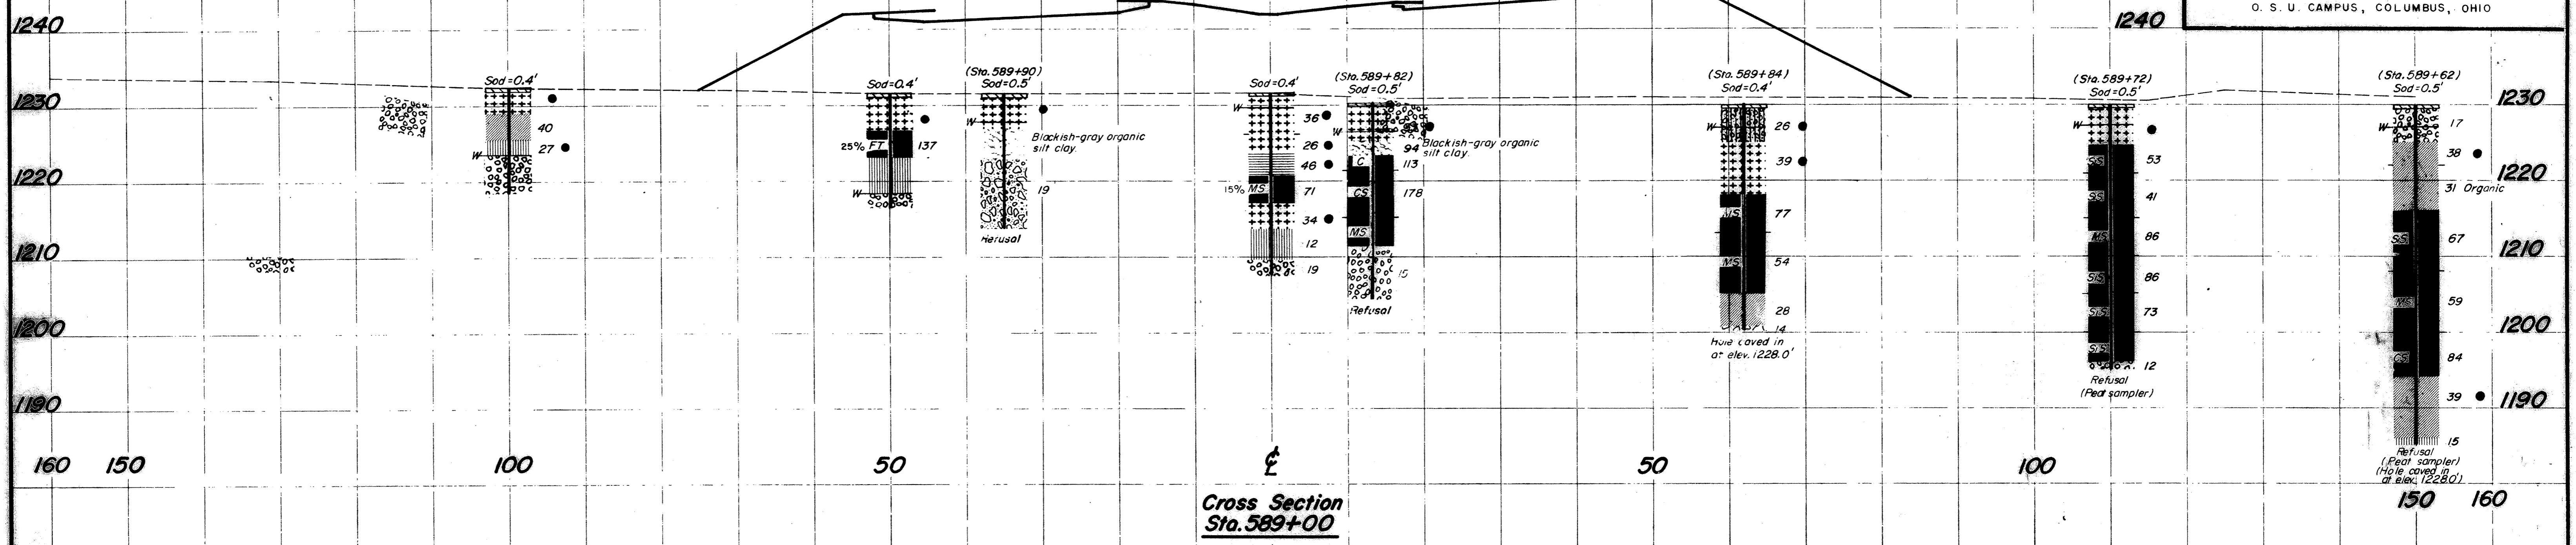 O. S. U. CAMPUS, COLUMBUS, OHIO
1240
1240
Sod=0.4'
40
27
W
Sod=0.4'
25% FT 137
W
(Sta. 589+90)
Sod=0.5'
W
Blackish-gray organic
silt clay.
19
Refusal
Sod=0.4'
W
36
26
46
15% MS 71
34
12
19
(Sta. 589+82)
Sod=0.5'
W
94
Blackish-gray organic
silt clay.
C 113
CS 178
MS
15
Refusal
(Sta. 589+84)
Sod=0.4'
W
26
39
MS 77
MS 54
28
14
Hole caved in
at elev. 1228.0'
(Sta. 589+72)
Sod=0.5'
W
SS 53
SS 41
MS 86
SiS 86
SiS 73
SiS
12
Refusal
(Peat sampler)
(Sta. 589+62)
Sod=0.5'
W
17
38
31 Organic
SS 67
MS 59
CS 84
39
15
Refusal
(Peat sampler)
(Hole caved in
at elev. 1228.0')
1230
1230
1220
1220
1210
1210
1200
1200
1190
1190
160 150 100 50 ℄ 50 100 150 160
Cross Section
Sta. 589+00